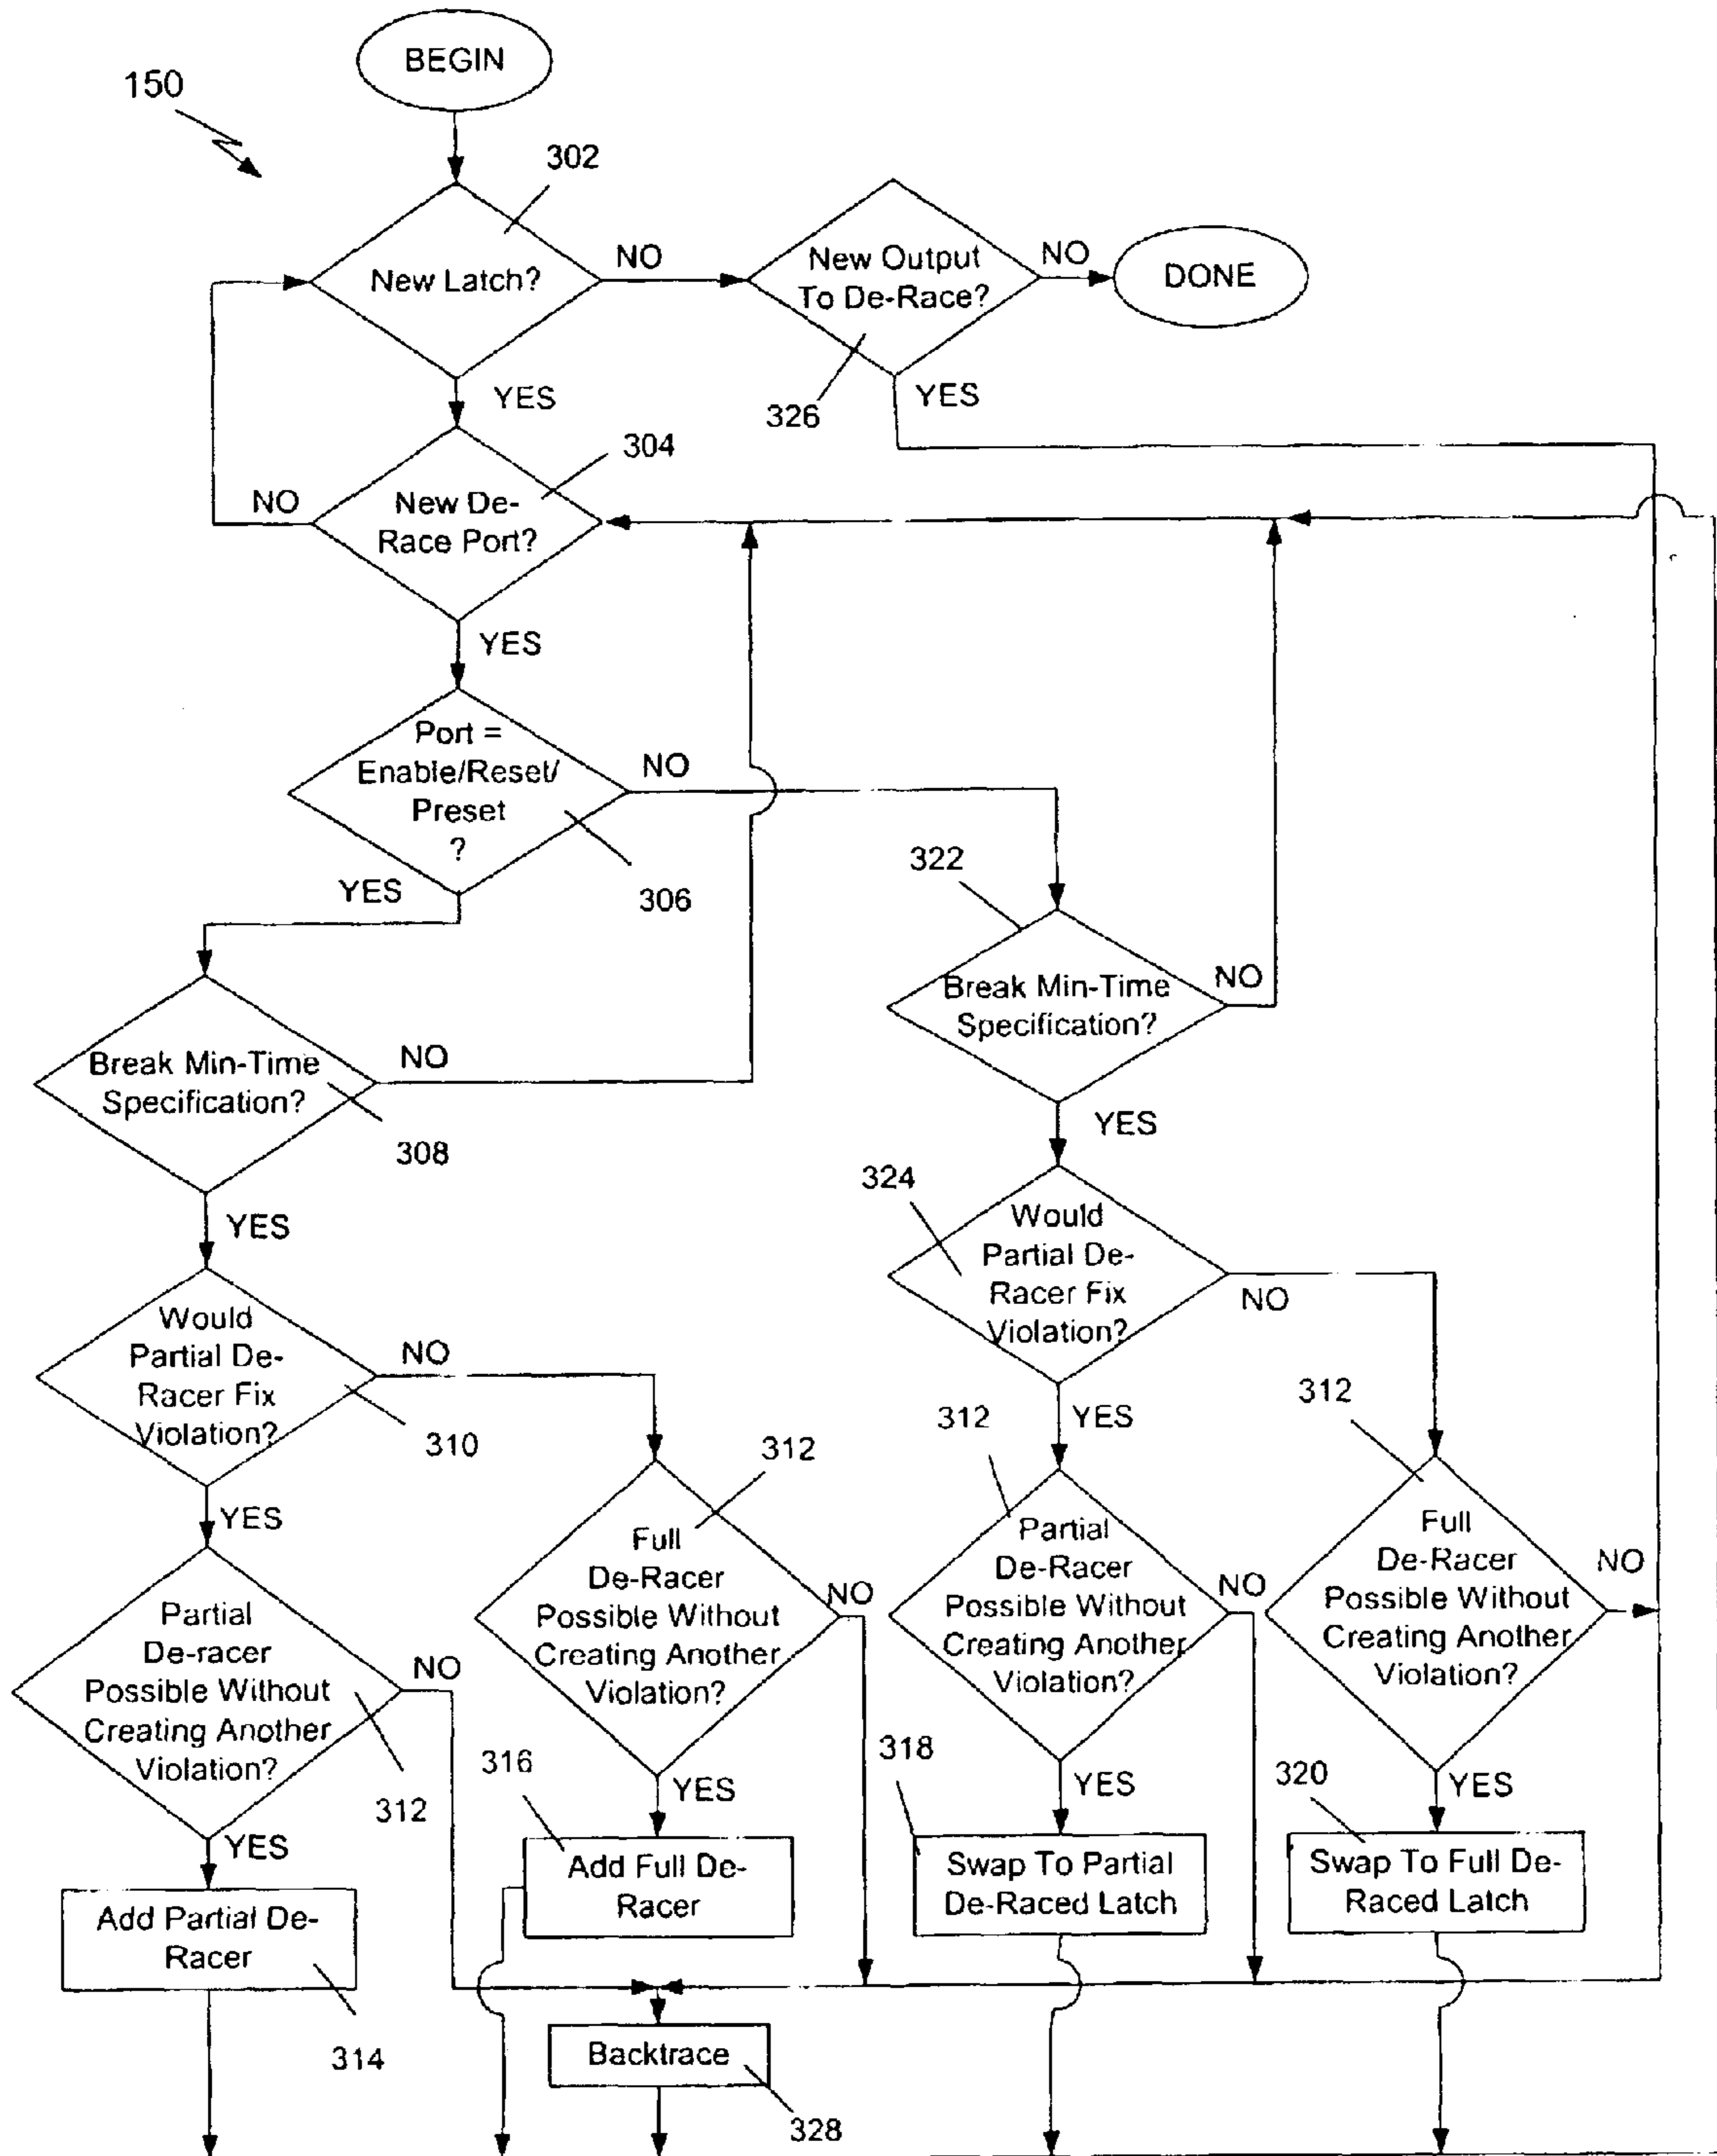 BEGIN
150
302
New Latch?
NO
New Output
To De-Race?
NO
DONE
326
YES
YES
304
New De-
Race Port?
NO
YES
Port =
Enable/Reset/
Preset
?
NO
306
YES
322
Break Min-Time
Specification?
NO
YES
Break Min-Time
Specification?
NO
308
YES
324
Would
Partial De-
Racer Fix
Violation?
NO
YES
Would
Partial De-
Racer Fix
Violation?
NO
310
YES
312
Full
De-Racer
Possible Without
Creating Another
Violation?
NO
YES
312
Partial
De-Racer
Possible Without
Creating Another
Violation?
NO
YES
312
Full
De-Racer
Possible Without
Creating Another
Violation?
NO
YES
Partial
De-racer
Possible Without
Creating Another
Violation?
NO
312
YES
316
Add Full De-
Racer
318
Swap To Partial
De-Raced Latch
320
Swap To Full De-
Raced Latch
Add Partial De-
Racer
314
Backtrace
328